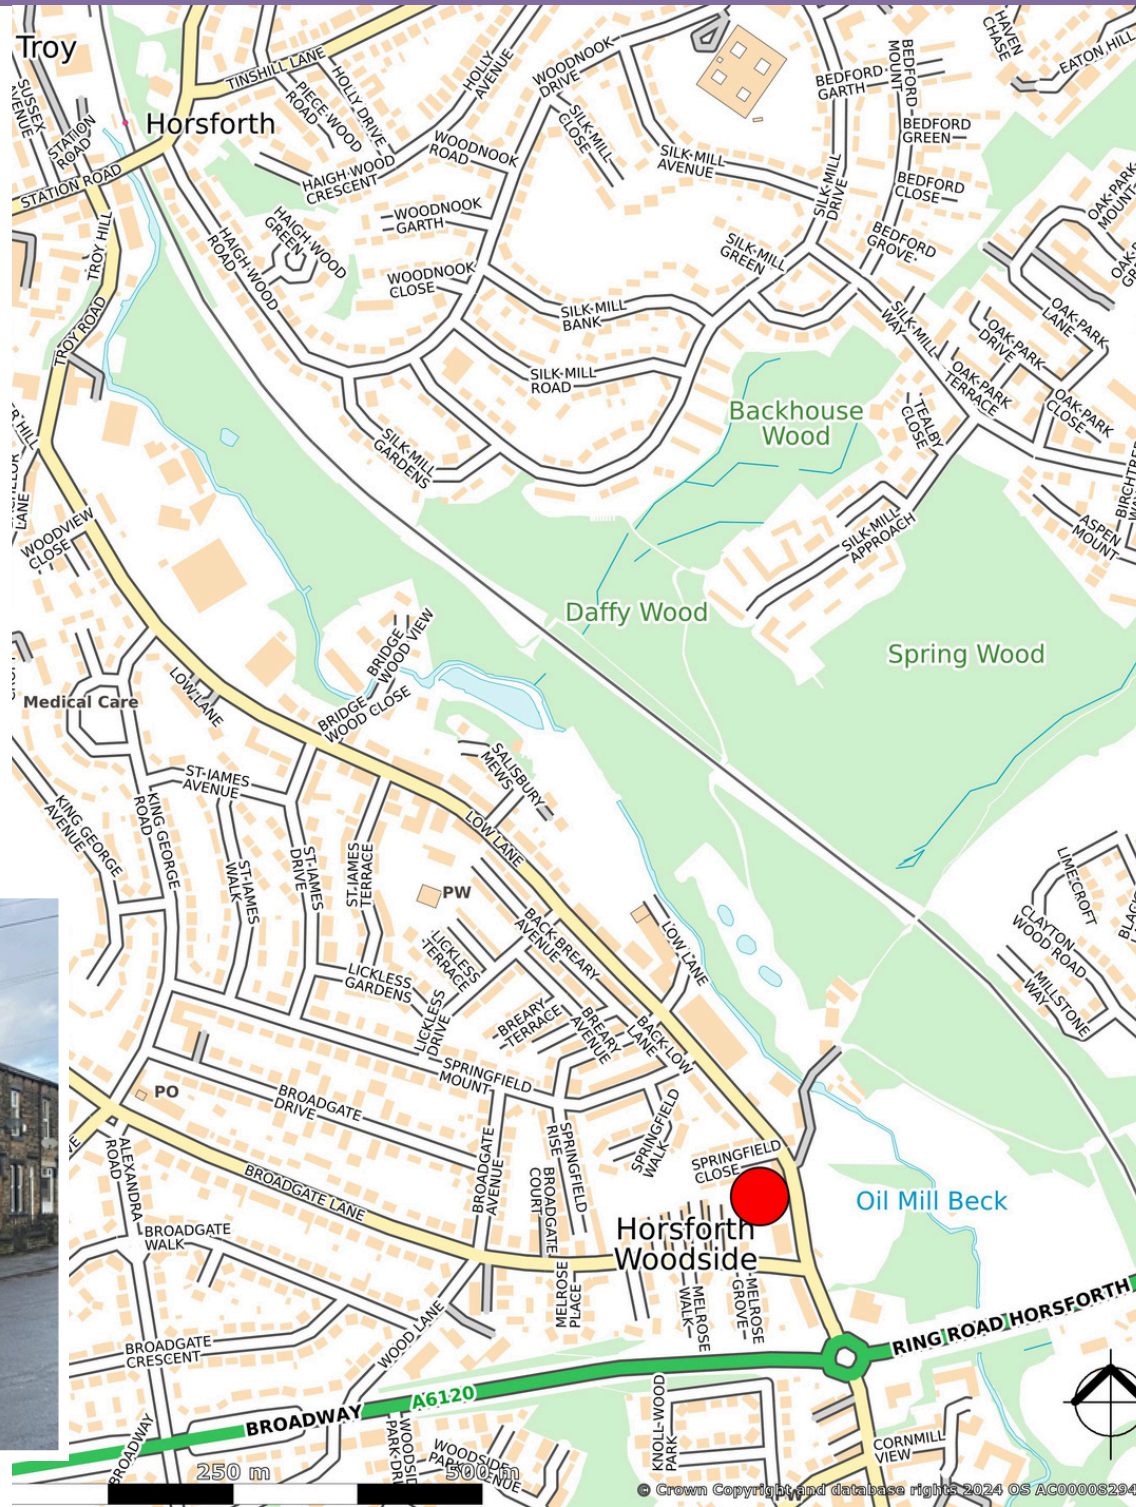 Troy
Horsforth
TINSHILL LANE
HOLLY
AVENUE
HOLLY DRIVE
PIECE-WOOD
ROAD
SUSSEX
AVENUE
STATION
ROAD
STATION ROAD
WOODNOOK
DRIVE
SILK-MILL
CLOSE
WOODNOOK
ROAD
HAIGH-WOOD
CRESCENT
SILK-MILL
AVENUE
BEDFORD
GARTH
BEDFORD
MOUNT
BEDFORD
GREEN
BEDFORD
CLOSE
HAVEN
CHASE
EATON HILL
OAK-PARK
MOUNT
WOODNOOK
GARTH
HAIGH-WOOD
GREEN
HAIGH-WOOD
ROAD
TROY HILL
SILK-MILL
DRIVE
SILK-MILL
GREEN
BEDFORD
GROVE
WOODNOOK
CLOSE
SILK-MILL
BANK
SILK-MILL
WAY
OAK-PARK
LANE
OAK-PARK
DRIVE
TROY ROAD
SILK-MILL
ROAD
OAK-PARK
TERRACE
OAK-PARK
CLOSE
Backhouse
Wood
TEALBY
CLOSE
SILK-MILL
GARDENS
LANE
WOODVIEW
CLOSE
SILK-MILL
APPROACH
ASPEN
MOUNT
Daffy Wood
Spring Wood
BRIDGE
WOOD VIEW
BRIDGE
WOOD CLOSE
Medical Care
LOW LANE
SALISBURY
MEWS
ST-JAMES
AVENUE
KING GEORGE
AVENUE
KING GEORGE
ROAD
ST-JAMES
WALK
ST-JAMES
DRIVE
ST-JAMES
TERRACE
LOW LANE
PW
LIME CROFT
CLAYTON
WOOD ROAD
MILLSTONE
WAY
BACK-BREARY
AVENUE
LOW LANE
LICKLESS
TERRACE
LICKLESS
GARDENS
LICKLESS
DRIVE
BREARY
TERRACE
BREARY
AVENUE
BACK-LOW
LANE
SPRINGFIELD
MOUNT
PO
BROADGATE
DRIVE
SPRINGFIELD
WALK
SPRINGFIELD
CLOSE
SPRINGFIELD
RISE
BROADGATE
AVENUE
BROADGATE
COURT
ALEXANDRA
ROAD
BROADGATE LANE
Oil Mill Beck
Horsforth
Woodside
BROADGATE
WALK
MELROSE
PLACE
MELROSE
WALK
MELROSE
GROVE
WOOD LANE
BROADGATE
CRESCENT
RING ROAD HORSFORTH
A6120
BROADWAY
BROADWAY
KNOLL-WOOD
PARK
WOODSIDE
PARK AVENUE
CORNMILL
VIEW
250 m
500 m
© Crown Copyright and database rights 2024 OS AC00008294